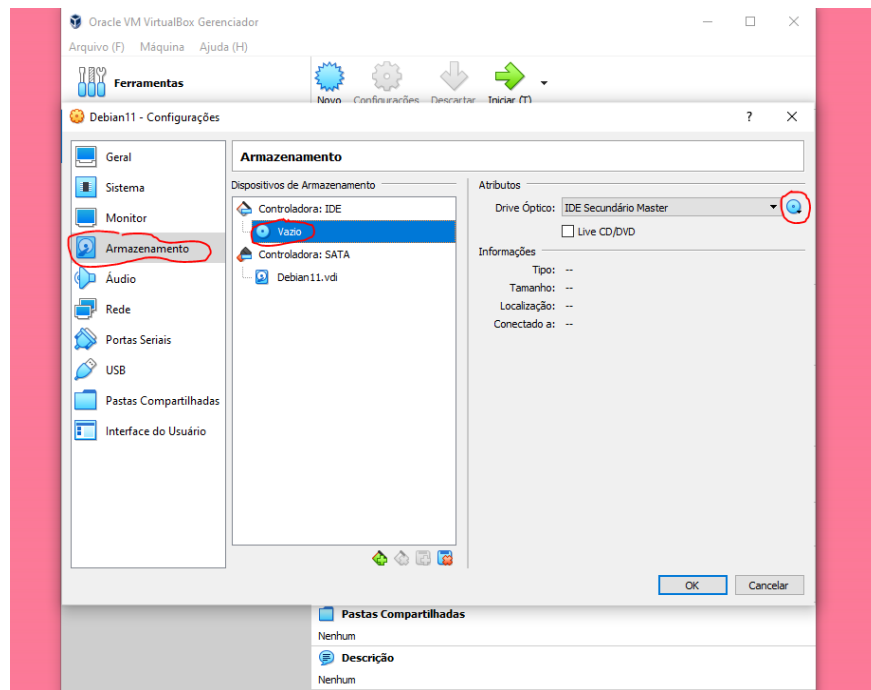 Oracle VM VirtualBox Gerenciador
Arquivo (F) Máquina Ajuda (H)
Ferramentas
Novo Configurações Descartar Iniciar (T)
Debian11 - Configurações
?
Geral
Sistema
Monitor
Armazenamento
Áudio
Rede
Portas Seriais
USB
Pastas Compartilhadas
Interface do Usuário
Armazenamento
Dispositivos de Armazenamento
Controladora: IDE
Vazio
Controladora: SATA
Debian11.vdi
Atributos
Drive Óptico: IDE Secundário Master
Live CD/DVD
Informações
Tipo: --
Tamanho: --
Localização: --
Conectado a: --
OK Cancelar
Pastas Compartilhadas
Nenhum
Descrição
Nenhum